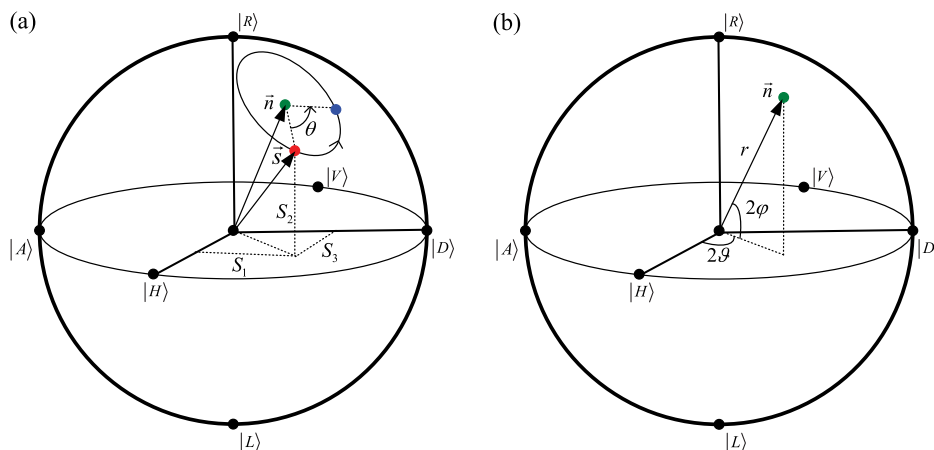 (a)
(b)
|R⟩
|R⟩
n⃗
n⃗
θ
r
s⃗
|V⟩
|V⟩
S₂
2φ
|A⟩
S₃
|D⟩
|A⟩
|D
S₁
2ϑ
|H⟩
|H⟩
|L⟩
|L⟩